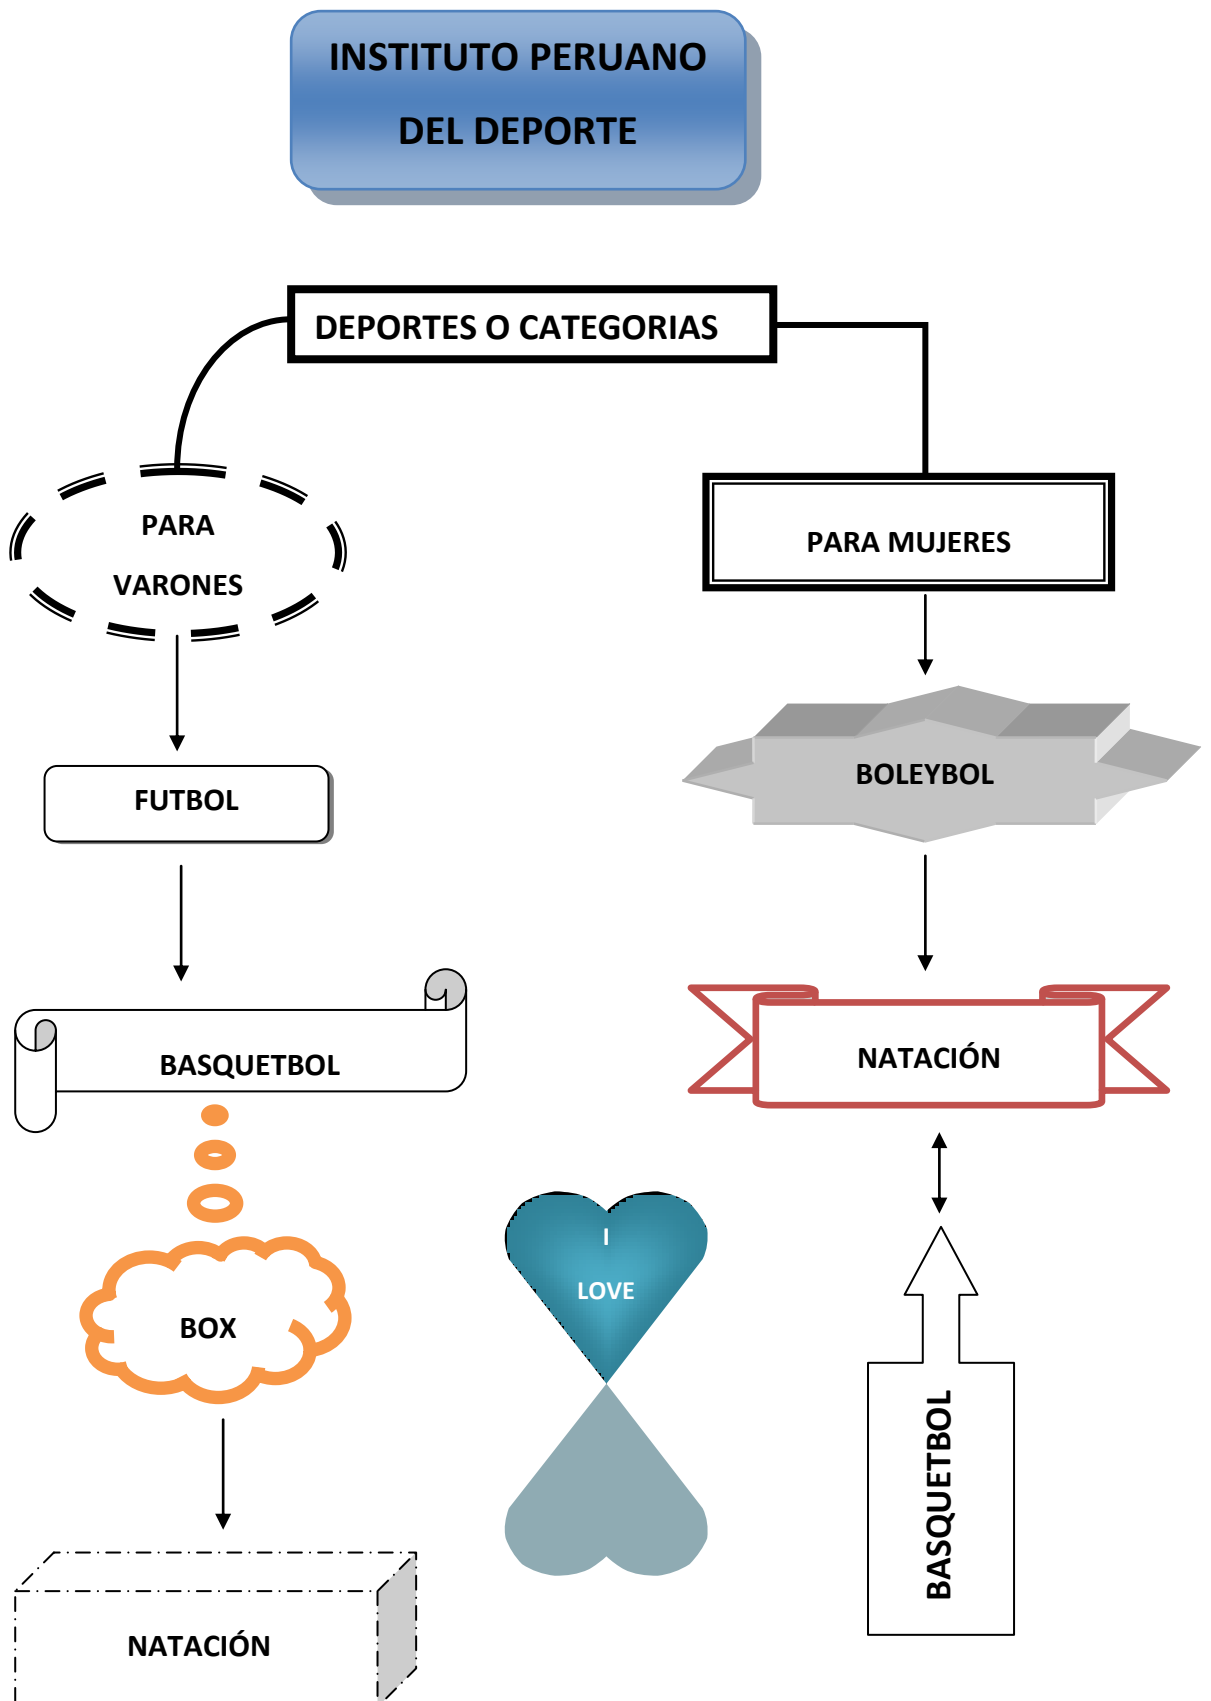 INSTITUTO PERUANO
DEL DEPORTE
DEPORTES O CATEGORIAS
PARA
VARONES
PARA MUJERES
FUTBOL
BOLEYBOL
BASQUETBOL
NATACIÓN
BOX
I
LOVE
BASQUETBOL
NATACIÓN